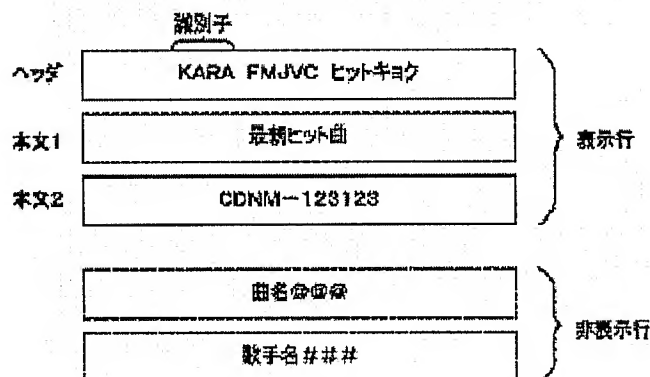 識別子
ヘッダ KARA FMJVC ヒットキョク
本文1 最新ヒット曲 表示行
本文2 CDNM-123123
曲名@@@
歌手名### 非表示行